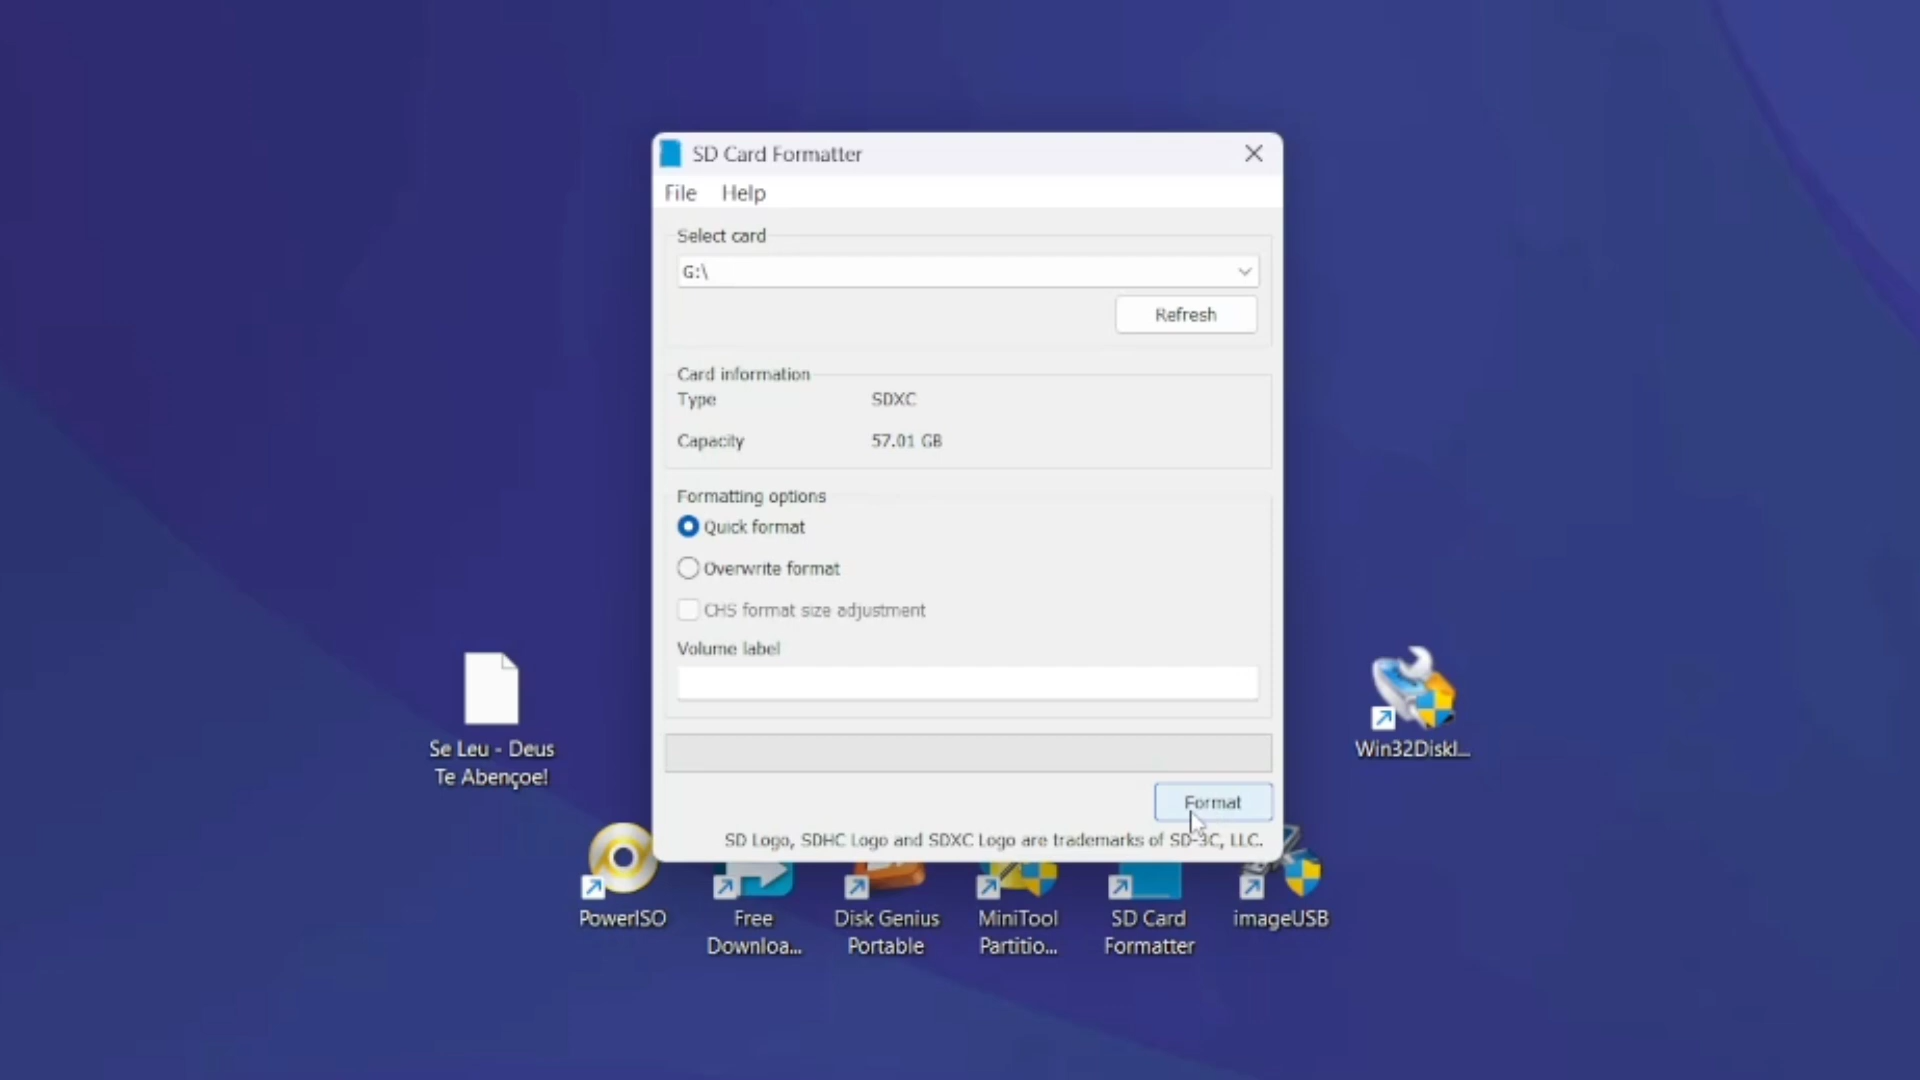 SD Card Formatter
File Help
Select card
G:\
Refresh
Card information
Type SDXC
Capacity 57.01 GB
Formatting options
Quick format
Overwrite format
CHS format size adjustment
Volume label
Format
SD Logo, SDHC Logo and SDXC Logo are trademarks of SD-3C, LLC.
Se Leu - Deus
Te Abençoe!
Win32DiskI...
PowerISO
Free
Downloa...
Disk Genius
Portable
MiniTool
Partitio...
SD Card
Formatter
imageUSB